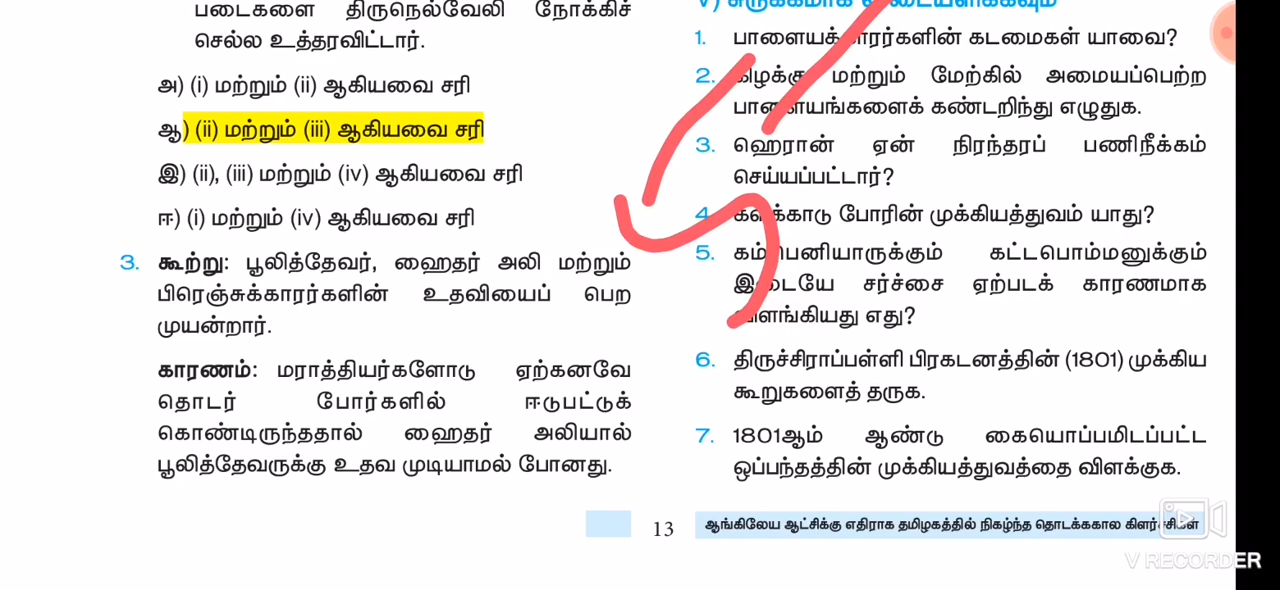 படைகளை திருநெல்வேலி நோக்கிச்
செல்ல உத்தரவிட்டார்.
அ) (i) மற்றும் (ii) ஆகியவை சரி
ஆ) (ii) மற்றும் (iii) ஆகியவை சரி
இ) (ii), (iii) மற்றும் (iv) ஆகியவை சரி
ஈ) (i) மற்றும் (iv) ஆகியவை சரி
3. கூற்று: பூலித்தேவர், ஹைதர் அலி மற்றும்
பிரெஞ்சுக்காரர்களின் உதவியைப் பெற
முயன்றார்.
காரணம்: மராத்தியர்களோடு ஏற்கனவே
தொடர் போர்களில் ஈடுபட்டுக்
கொண்டிருந்ததால் ஹைதர் அலியால்
பூலித்தேவருக்கு உதவ முடியாமல் போனது.
1. பாளையக்காரர்களின் கடமைகள் யாவை?
2. கிழக்கு மற்றும் மேற்கில் அமையப்பெற்ற
பாளையங்களைக் கண்டறிந்து எழுதுக.
3. ஹெரான் ஏன் நிரந்தரப் பணிநீக்கம்
செய்யப்பட்டார்?
4. களக்காடு போரின் முக்கியத்துவம் யாது?
5. கம்பெனியாருக்கும் கட்டபொம்மனுக்கும்
இடையே சர்ச்சை ஏற்படக் காரணமாக
விளங்கியது எது?
6. திருச்சிராப்பள்ளி பிரகடனத்தின் (1801) முக்கிய
கூறுகளைத் தருக.
7. 1801ஆம் ஆண்டு கையொப்பமிடப்பட்ட
ஒப்பந்தத்தின் முக்கியத்துவத்தை விளக்குக.
13 ஆங்கிலேய ஆட்சிக்கு எதிராக தமிழகத்தில் நிகழ்ந்த தொடக்ககால கிளர்ச்சிகள்
V RECORDER